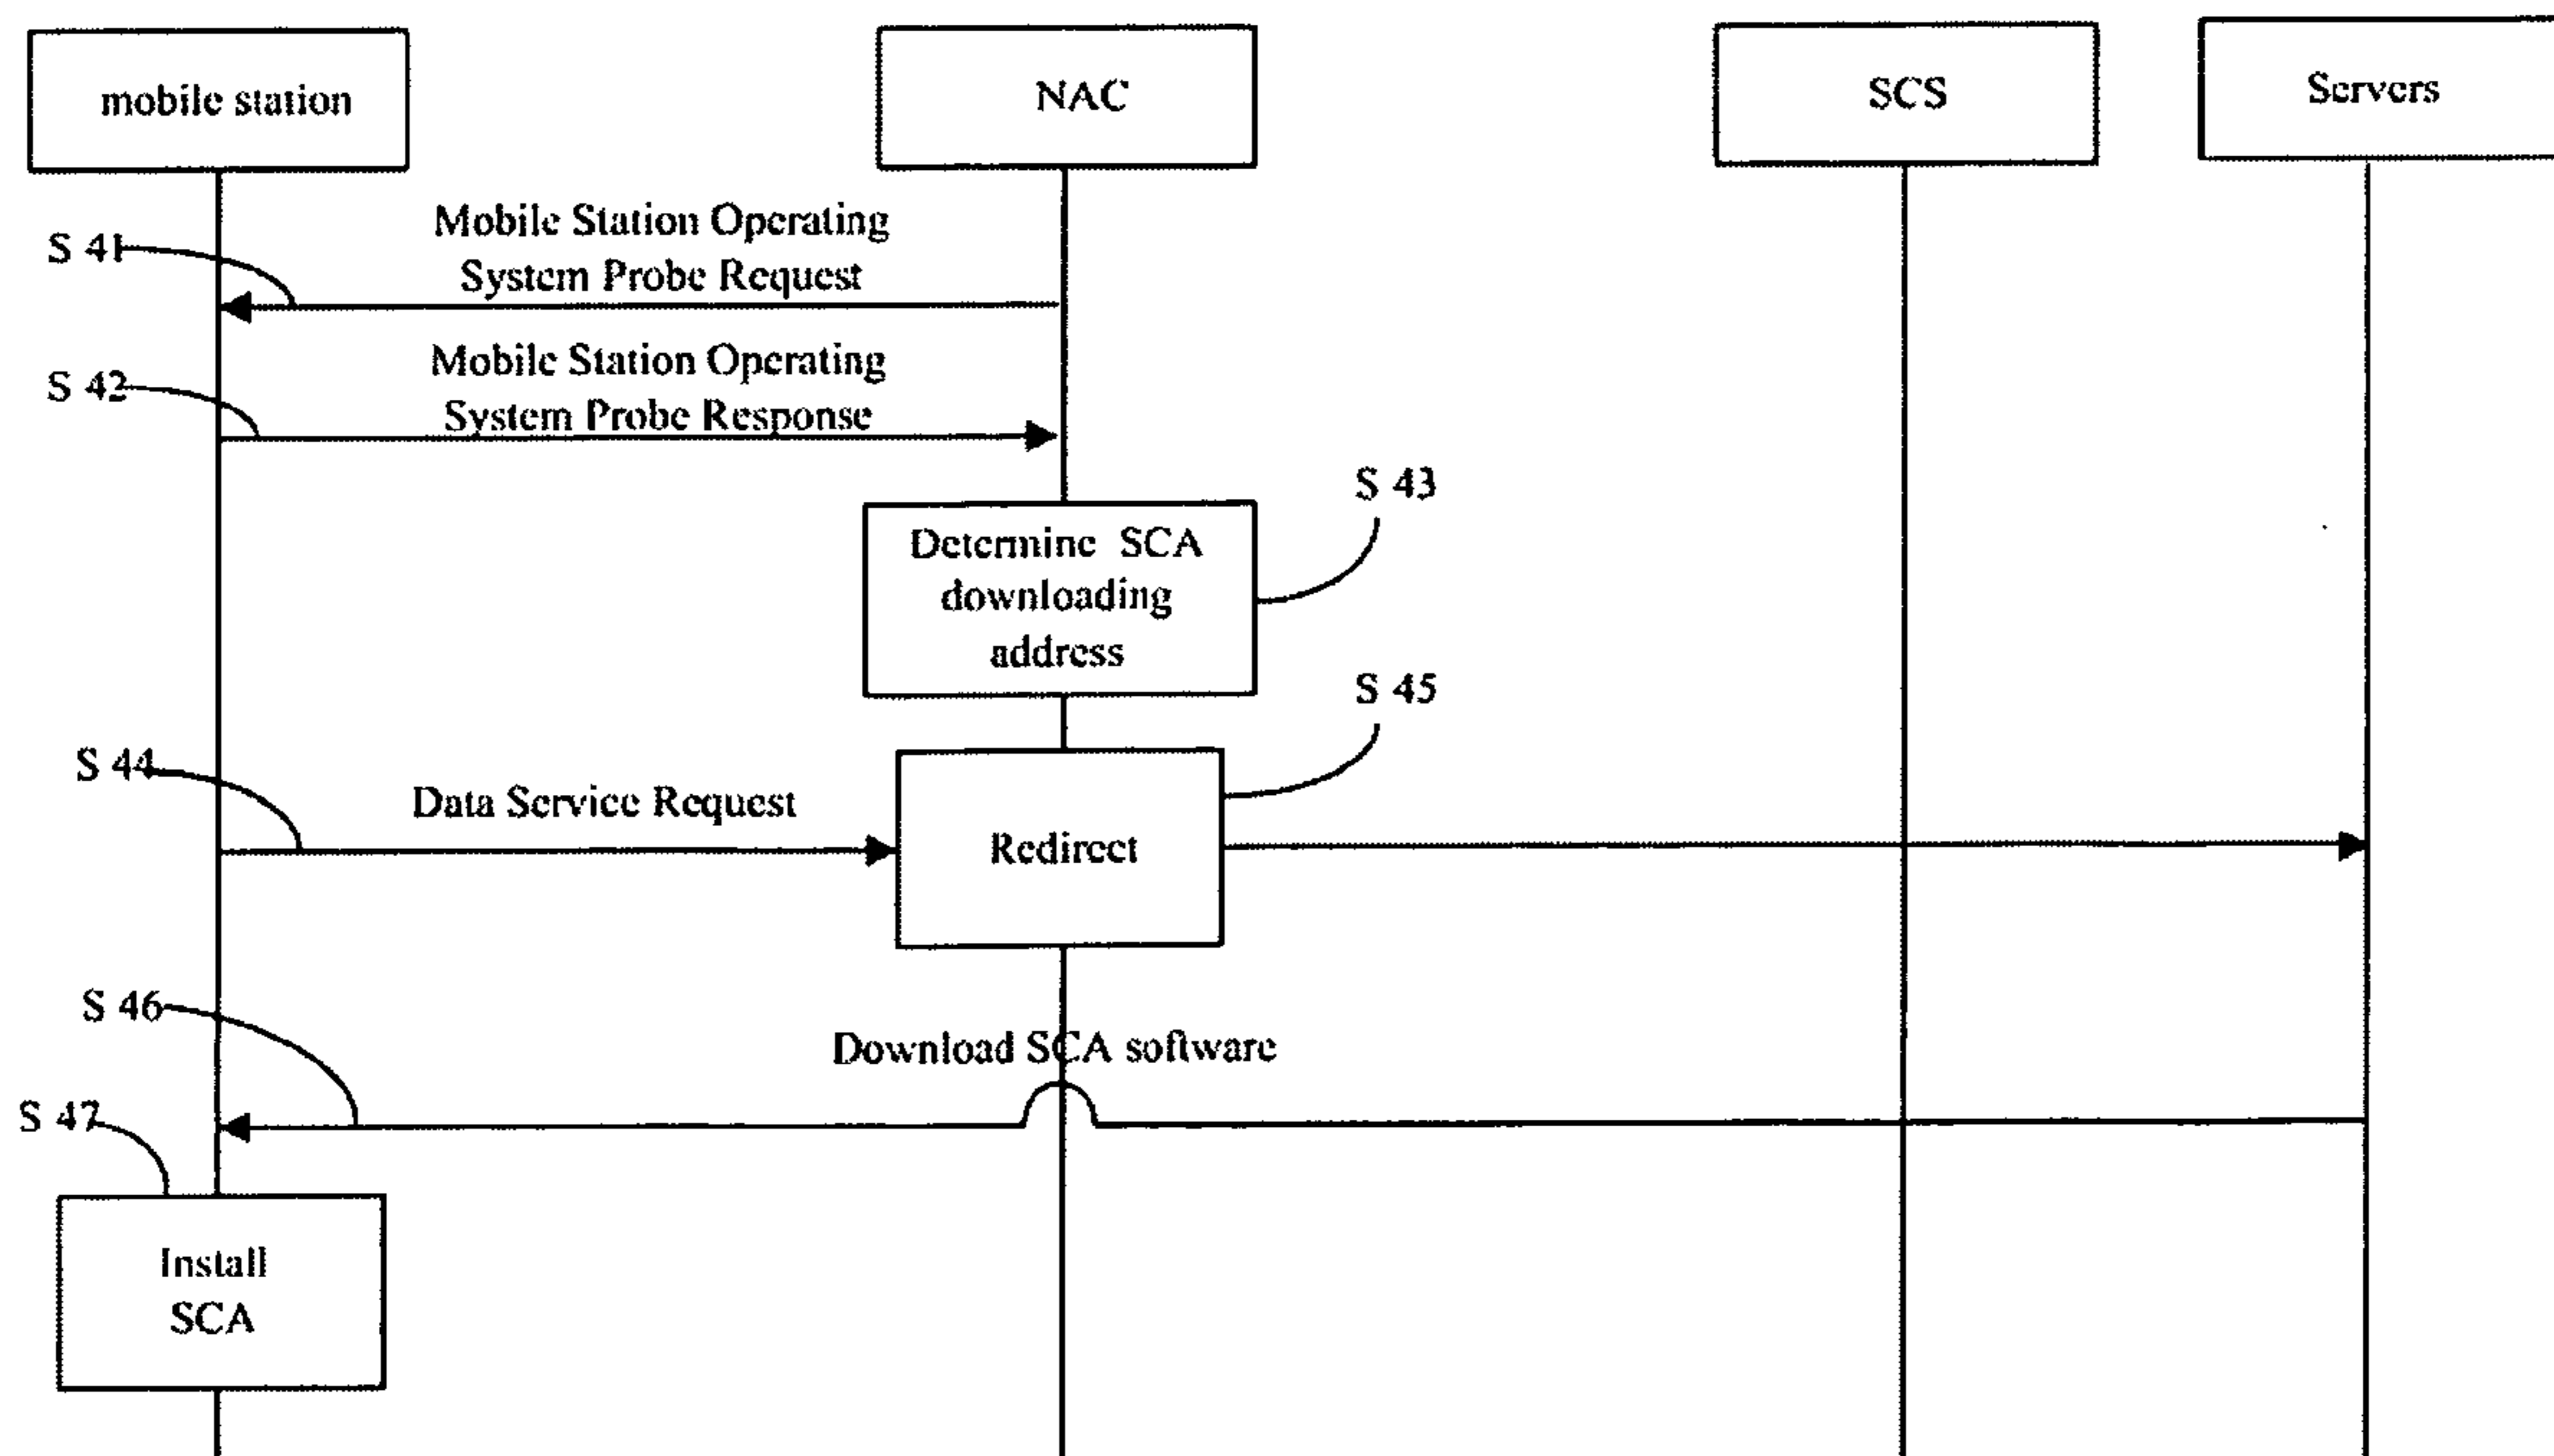 mobile station
NAC
SCS
Servers
Mobile Station Operating
S 41
System Probe Request
Mobile Station Operating
S 42
System Probe Response
S 43
Determine SCA
downloading
address
S 45
S 44
Data Service Request
Redirect
S 46
Download SCA software
S 47
Install
SCA